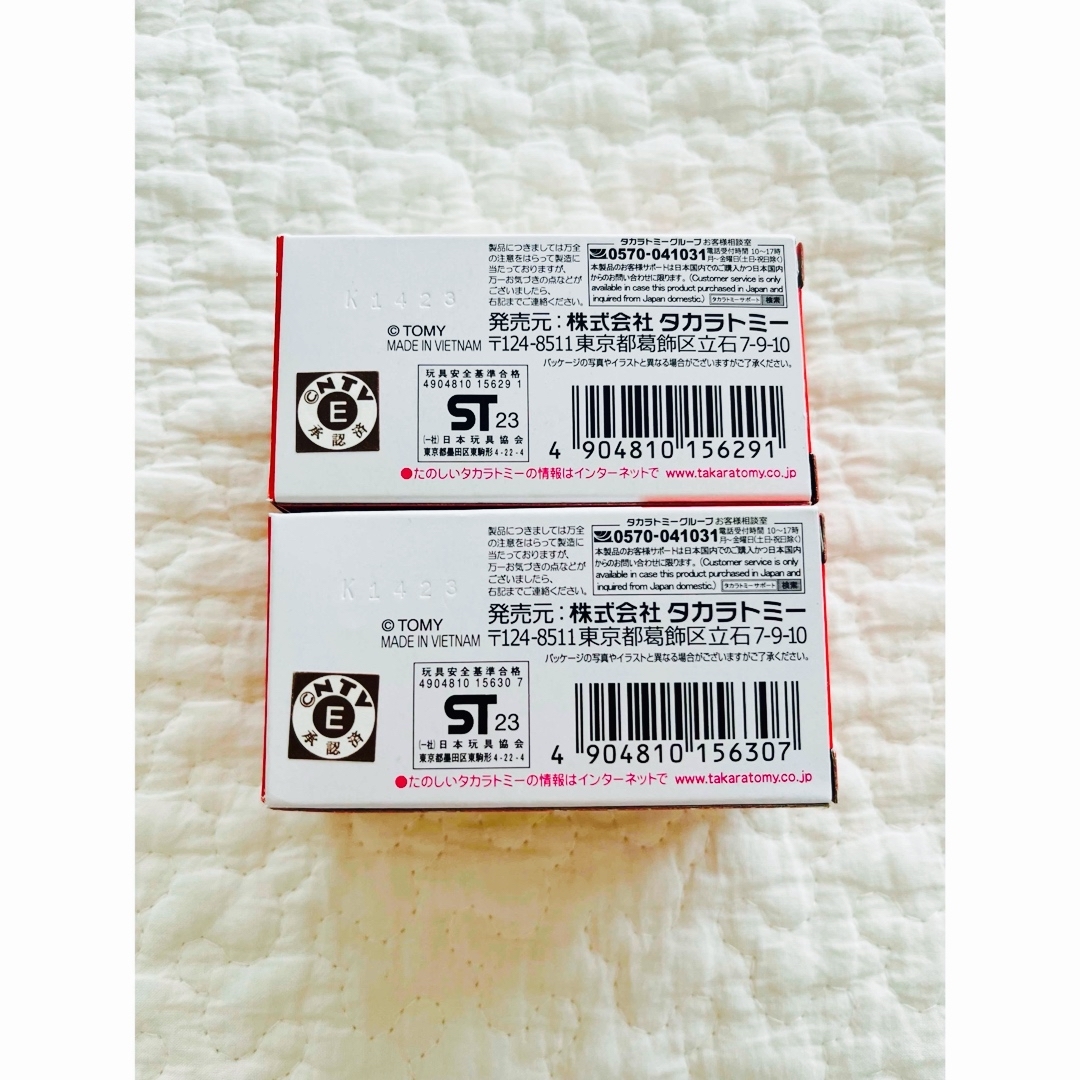 製品につきましては万全
の注意をはらって製造に
当たっておりますが、
万一お気づきの点などが
ございましたら、
右記までご連絡ください。
タカラトミーグループお客様相談室
0570-041031
電話受付時間 10〜17時
月〜金曜日(土日・祝日除く)
本製品のお客様サポートは日本国内でのご購入かつ日本国内
からのお問い合わせに限ります。(Customer service is only
available in case this product purchased in Japan and
inquired from Japan domestic.) タカラトミーサポート 検索
K1423
© TOMY
MADE IN VIETNAM
発売元：株式会社 タカラトミー
〒124-8511東京都葛飾区立石7-9-10
パッケージの写真やイラストと異なる場合がございますがご了承ください。
©NTV
E
承認済
玩具安全基準合格
4904810 15629 1
ST 23
(一社)日本玩具協会
東京都墨田区東駒形4-22-4
4 904810 156291
●たのしいタカラトミーの情報はインターネットで www.takaratomy.co.jp
製品につきましては万全
の注意をはらって製造に
当たっておりますが、
万一お気づきの点などが
ございましたら、
右記までご連絡ください。
タカラトミーグループお客様相談室
0570-041031
電話受付時間 10〜17時
月〜金曜日(土日・祝日除く)
本製品のお客様サポートは日本国内でのご購入かつ日本国内
からのお問い合わせに限ります。(Customer service is only
available in case this product purchased in Japan and
inquired from Japan domestic.) タカラトミーサポート 検索
K1423
© TOMY
MADE IN VIETNAM
発売元：株式会社 タカラトミー
〒124-8511東京都葛飾区立石7-9-10
パッケージの写真やイラストと異なる場合がございますがご了承ください。
©NTV
E
承認済
玩具安全基準合格
4904810 15630 7
ST 23
(一社)日本玩具協会
東京都墨田区東駒形4-22-4
4 904810 156307
●たのしいタカラトミーの情報はインターネットで www.takaratomy.co.jp